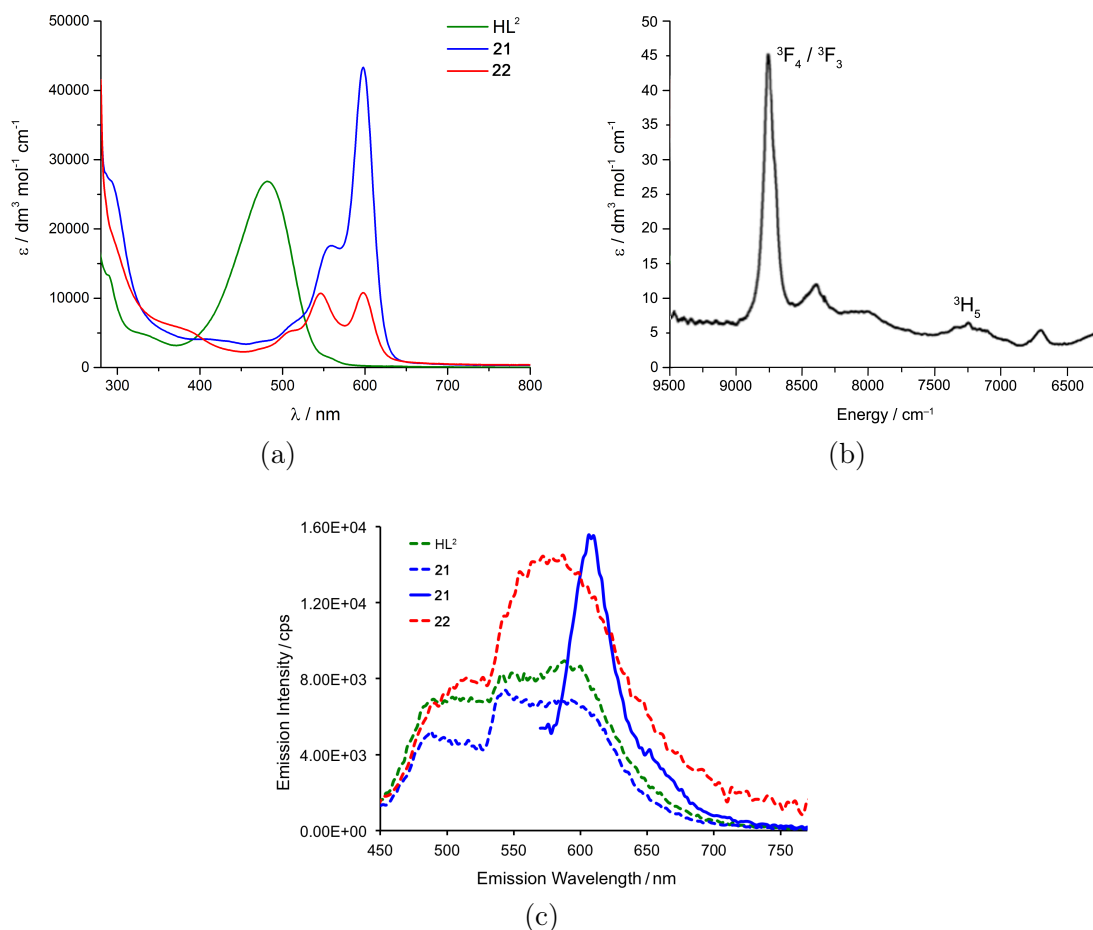 50000
40000
30000
20000
10000
0
ε / dm³ mol⁻¹ cm⁻¹
300 400 500 600 700 800
λ / nm
HL²
21
22
(a)
50
45
40
35
30
25
20
15
10
5
0
ε / dm³ mol⁻¹ cm⁻¹
³F₄ / ³F₃
³H₅
9500 9000 8500 8000 7500 7000 6500
Energy / cm⁻¹
(b)
1.60E+04
1.20E+04
8.00E+03
4.00E+03
0.00E+00
Emission Intensity / cps
HL²
21
21
22
450 500 550 600 650 700 750
Emission Wavelength / nm
(c)